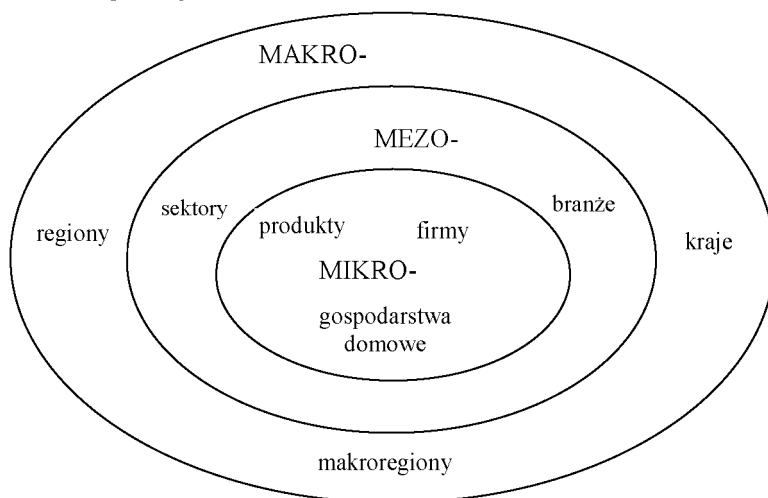 MAKRO-
MEZO-
sektory
branże
produkty
firmy
regiony
kraje
MIKRO-
gospodarstwa
domowe
makroregiony